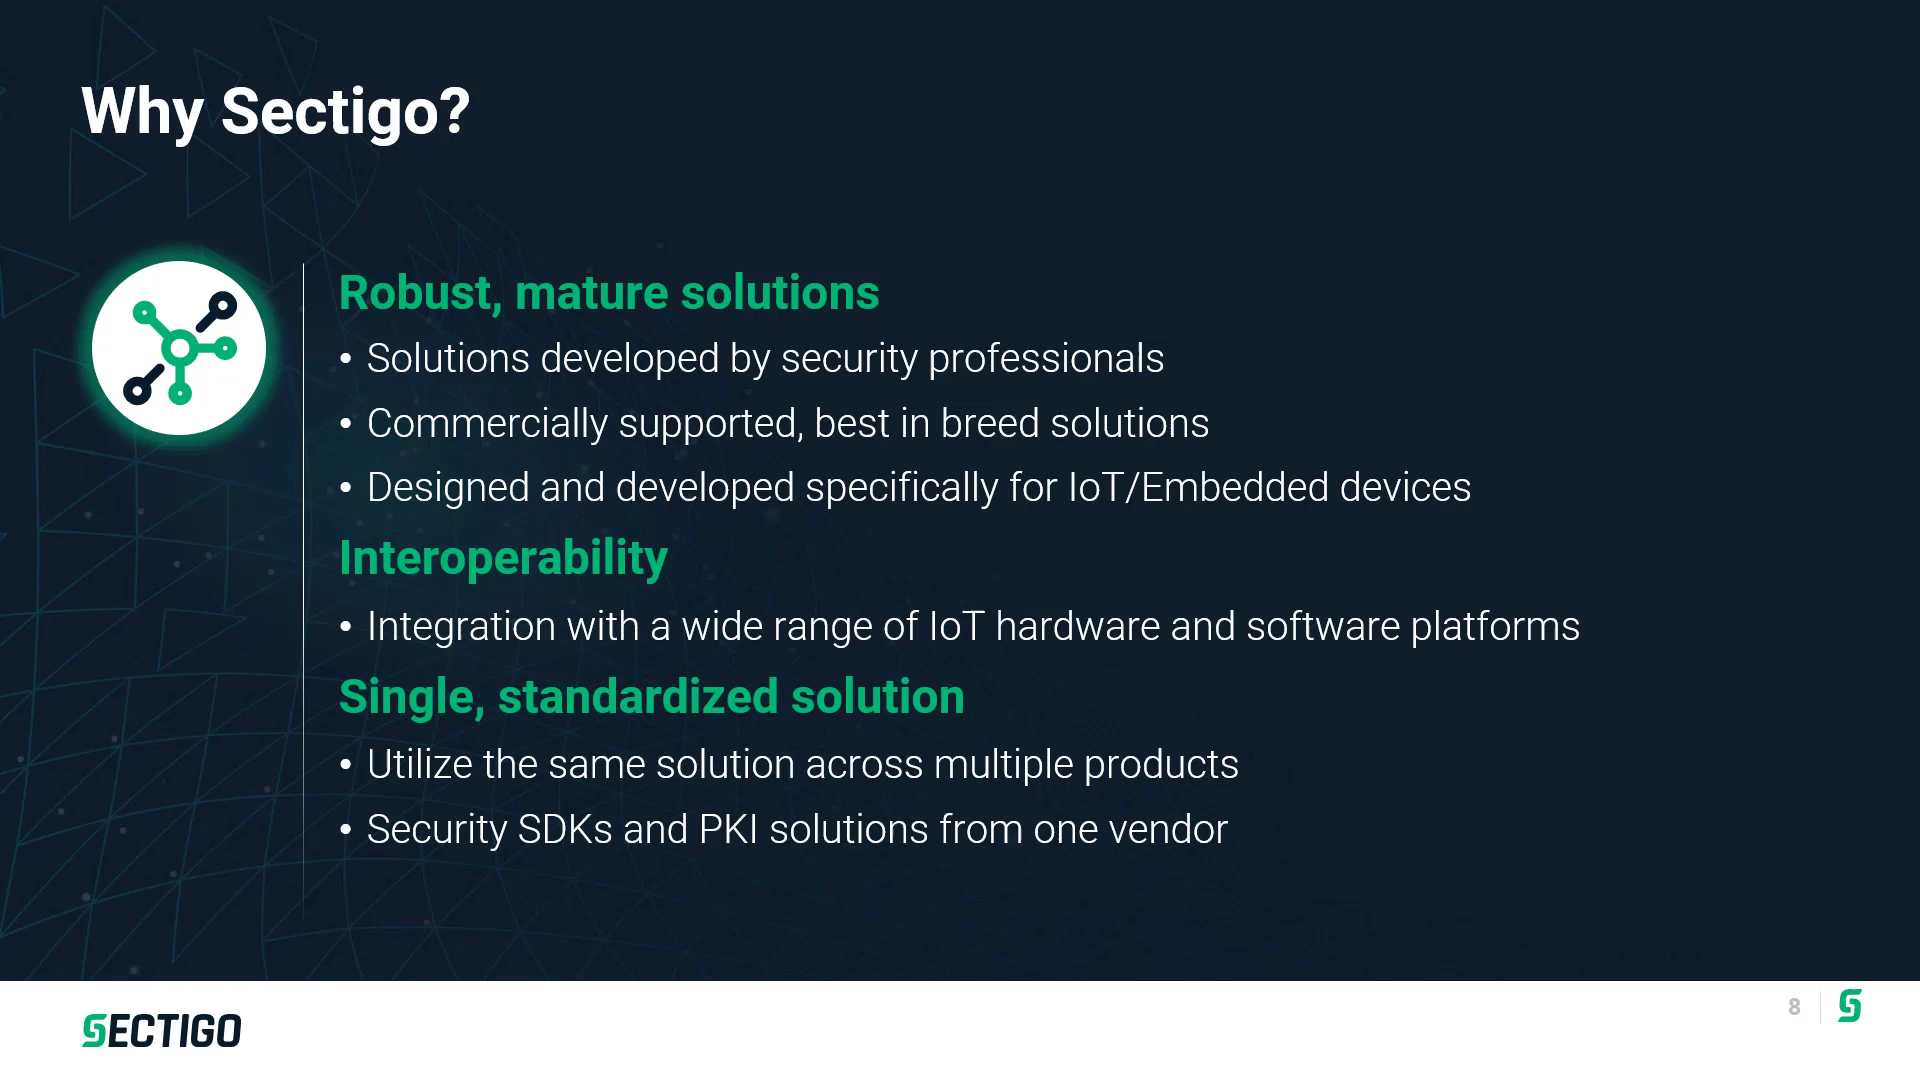 Why Sectigo?
Robust, mature solutions
• Solutions developed by security professionals
• Commercially supported, best in breed solutions
• Designed and developed specifically for IoT/Embedded devices
Interoperability
• Integration with a wide range of IoT hardware and software platforms
Single, standardized solution
• Utilize the same solution across multiple products
• Security SDKs and PKI solutions from one vendor
SECTIGO
8
S